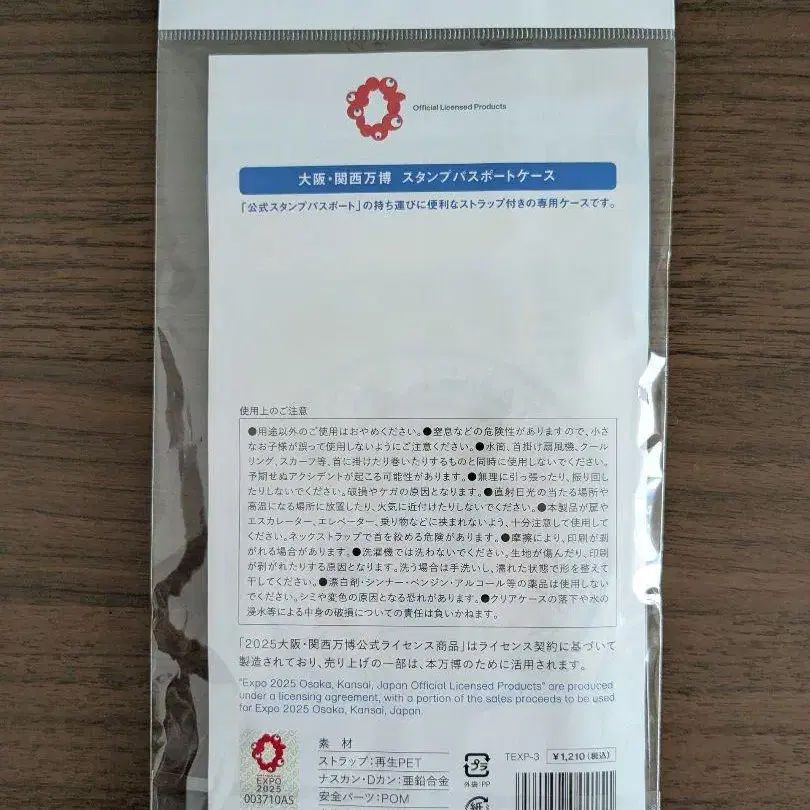 Official Licensed Products
大阪・関西万博 スタンプパスポートケース
「公式スタンプパスポート」の持ち運びに便利なストラップ付きの専用ケースです。
使用上のご注意
●用途以外のご使用はおやめください。●窒息などの危険性がありますので、小さ
なお子様が誤って使用しないようにご注意ください。●水筒、首掛け扇風機、クール
リング、スカーフ等、首に掛けたり巻いたりするものと同時に使用しないでください。
予期せぬアクシデントが起こる可能性があります。●無理に引っ張ったり、振り回し
たりしないでください。破損やケガの原因となります。●直射日光の当たる場所や
高温になる場所に放置したり、火気に近付けたりしないでください。●本製品が扉や
エスカレーター、エレベーター、乗り物などに挟まれないよう、十分注意して使用して
ください。ネックストラップで首を絞める危険があります。●摩擦により、印刷が剥
がれる場合があります。●洗濯機では洗わないでください。生地が傷んだり、印刷
が剥がれたりする原因となります。洗う場合は手洗いし、濡れた状態で形を整えて
干してください。●漂白剤・シンナー・ベンジン・アルコール等の薬品は使用しない
でください。シミや変色の原因となる恐れがあります。●クリアケースの落下や水の
浸水等による中身の破損についての責任は負いかねます。
「2025大阪・関西万博公式ライセンス商品」はライセンス契約に基づいて
製造されており、売り上げの一部は、本万博のために活用されます。
"Expo 2025 Osaka, Kansai, Japan Official Licensed Products" are produced
under a licensing agreement, with a portion of the sales proceeds to be used
for Expo 2025 Osaka, Kansai, Japan.
EXPO
2025
003710AS
素 材
ストラップ：再生PET
ナスカン・Dカン：亜鉛合金
安全パーツ：POM
プラ
外袋：PP
紙
TEXP-3 ¥1,210(税込)